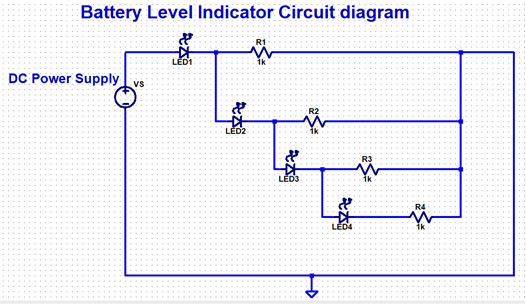 Battery Level Indicator Circuit diagram
R1
LED1
1k
DC Power Supply
VS
R2
LED2
1k
R3
LED3
1k
R4
LED4
1k